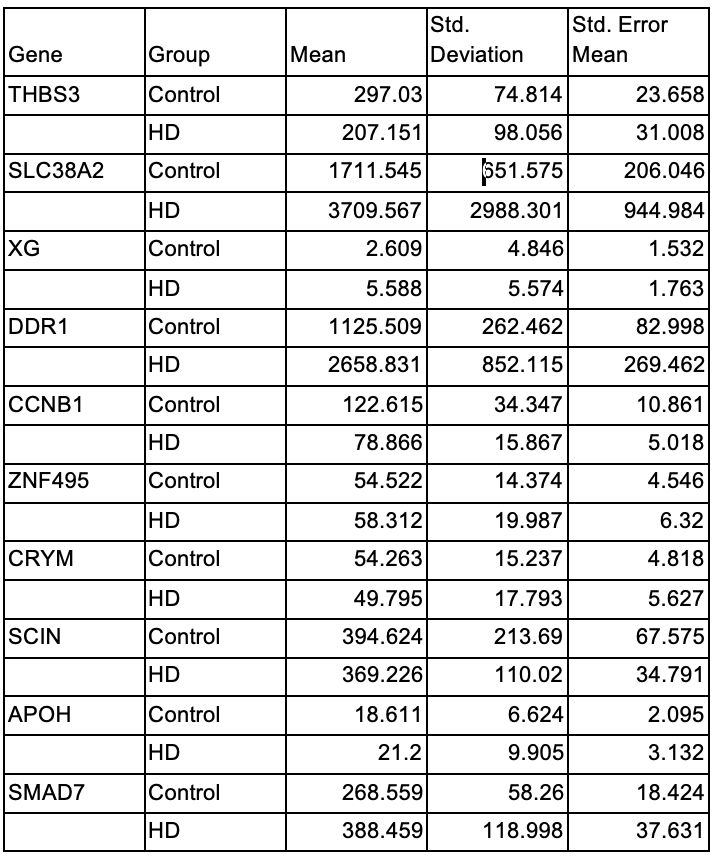 Gene Group Mean Std. Deviation Std. Error Mean
THBS3 Control 297.03 74.814 23.658
HD 207.151 98.056 31.008
SLC38A2 Control 1711.545 651.575 206.046
HD 3709.567 2988.301 944.984
XG Control 2.609 4.846 1.532
HD 5.588 5.574 1.763
DDR1 Control 1125.509 262.462 82.998
HD 2658.831 852.115 269.462
CCNB1 Control 122.615 34.347 10.861
HD 78.866 15.867 5.018
ZNF495 Control 54.522 14.374 4.546
HD 58.312 19.987 6.32
CRYM Control 54.263 15.237 4.818
HD 49.795 17.793 5.627
SCIN Control 394.624 213.69 67.575
HD 369.226 110.02 34.791
APOH Control 18.611 6.624 2.095
HD 21.2 9.905 3.132
SMAD7 Control 268.559 58.26 18.424
HD 388.459 118.998 37.631